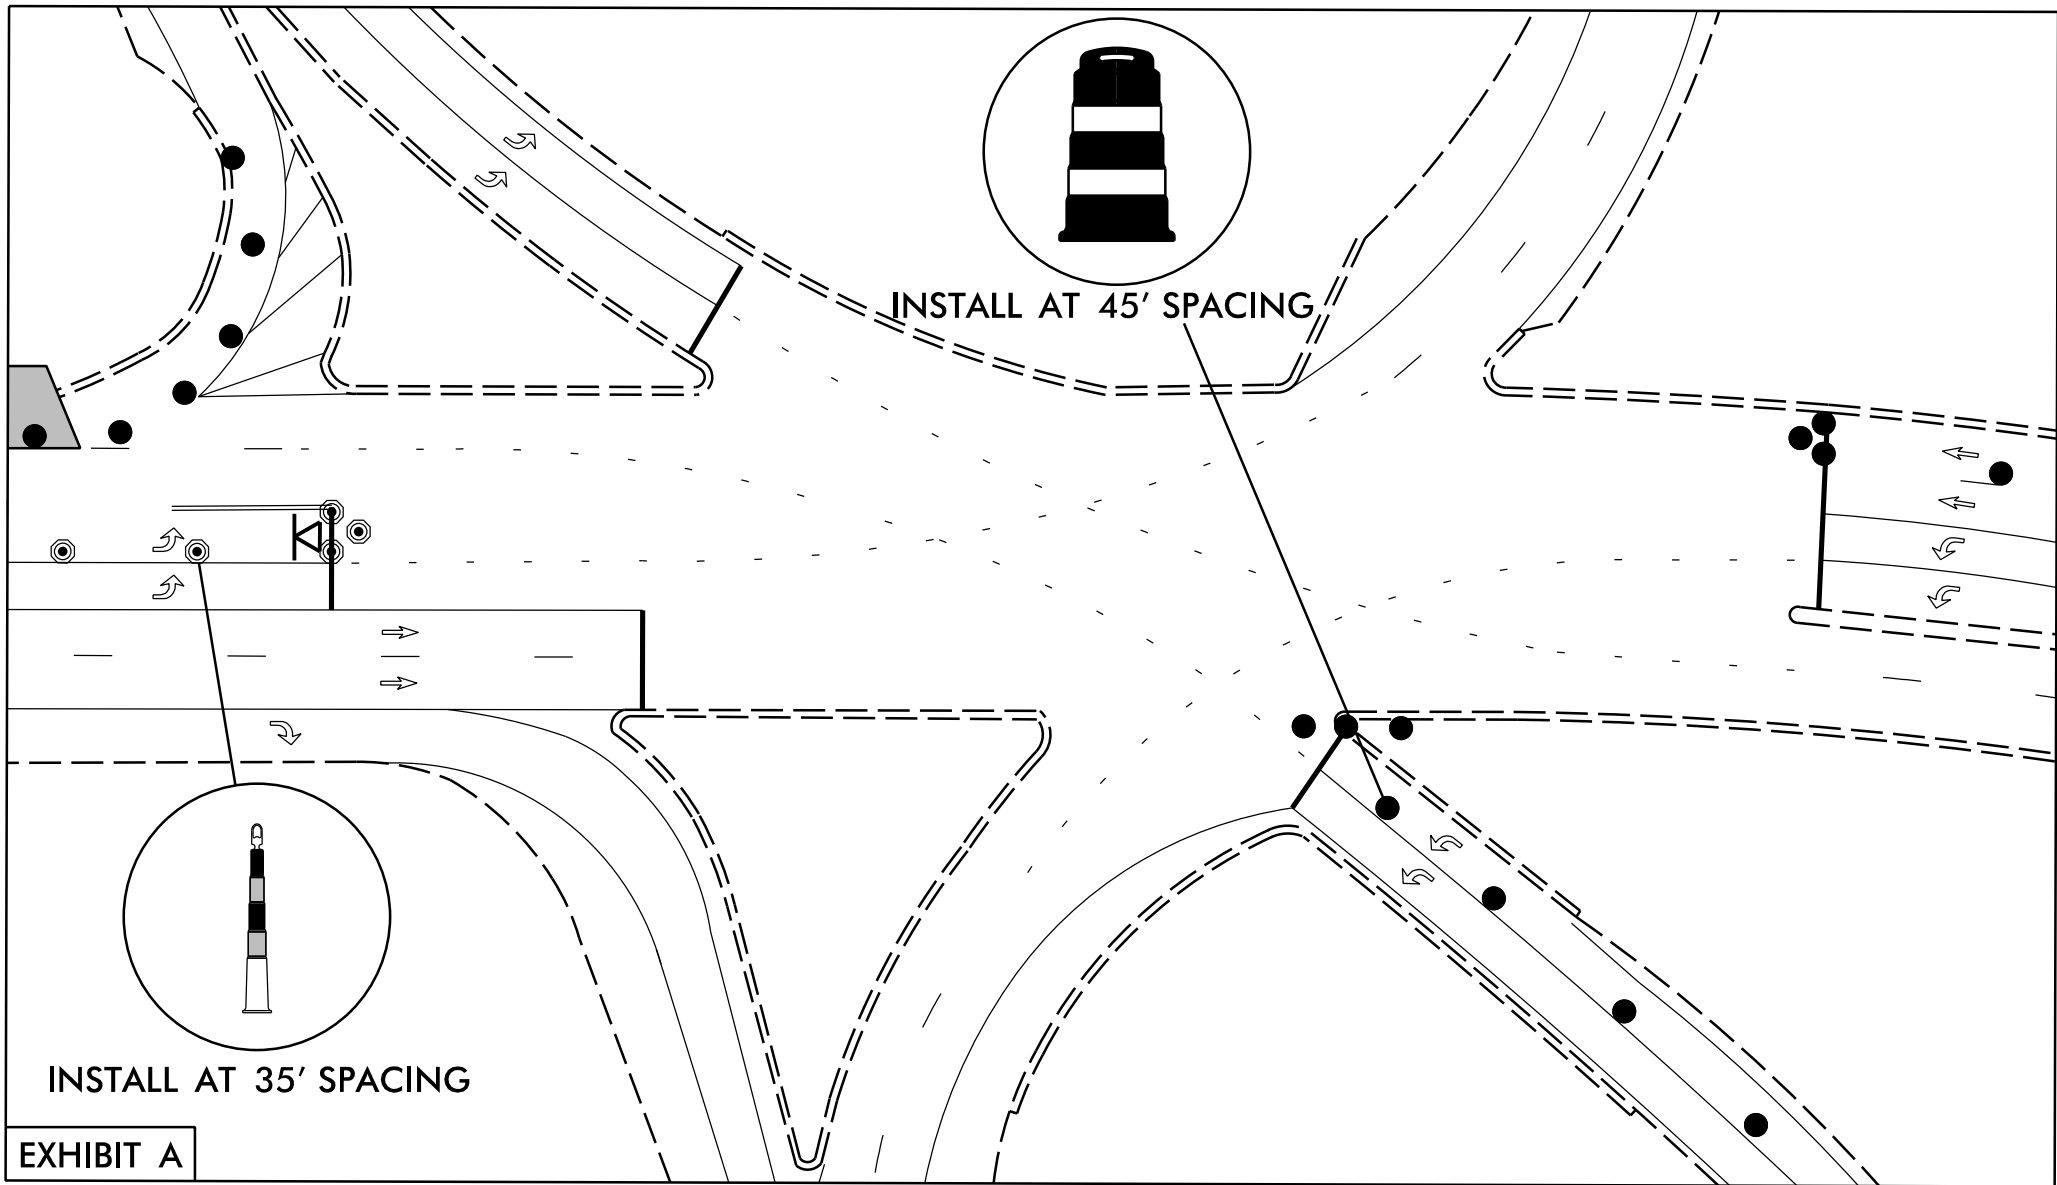 INSTALL AT 45' SPACING
INSTALL AT 35' SPACING
EXHIBIT A